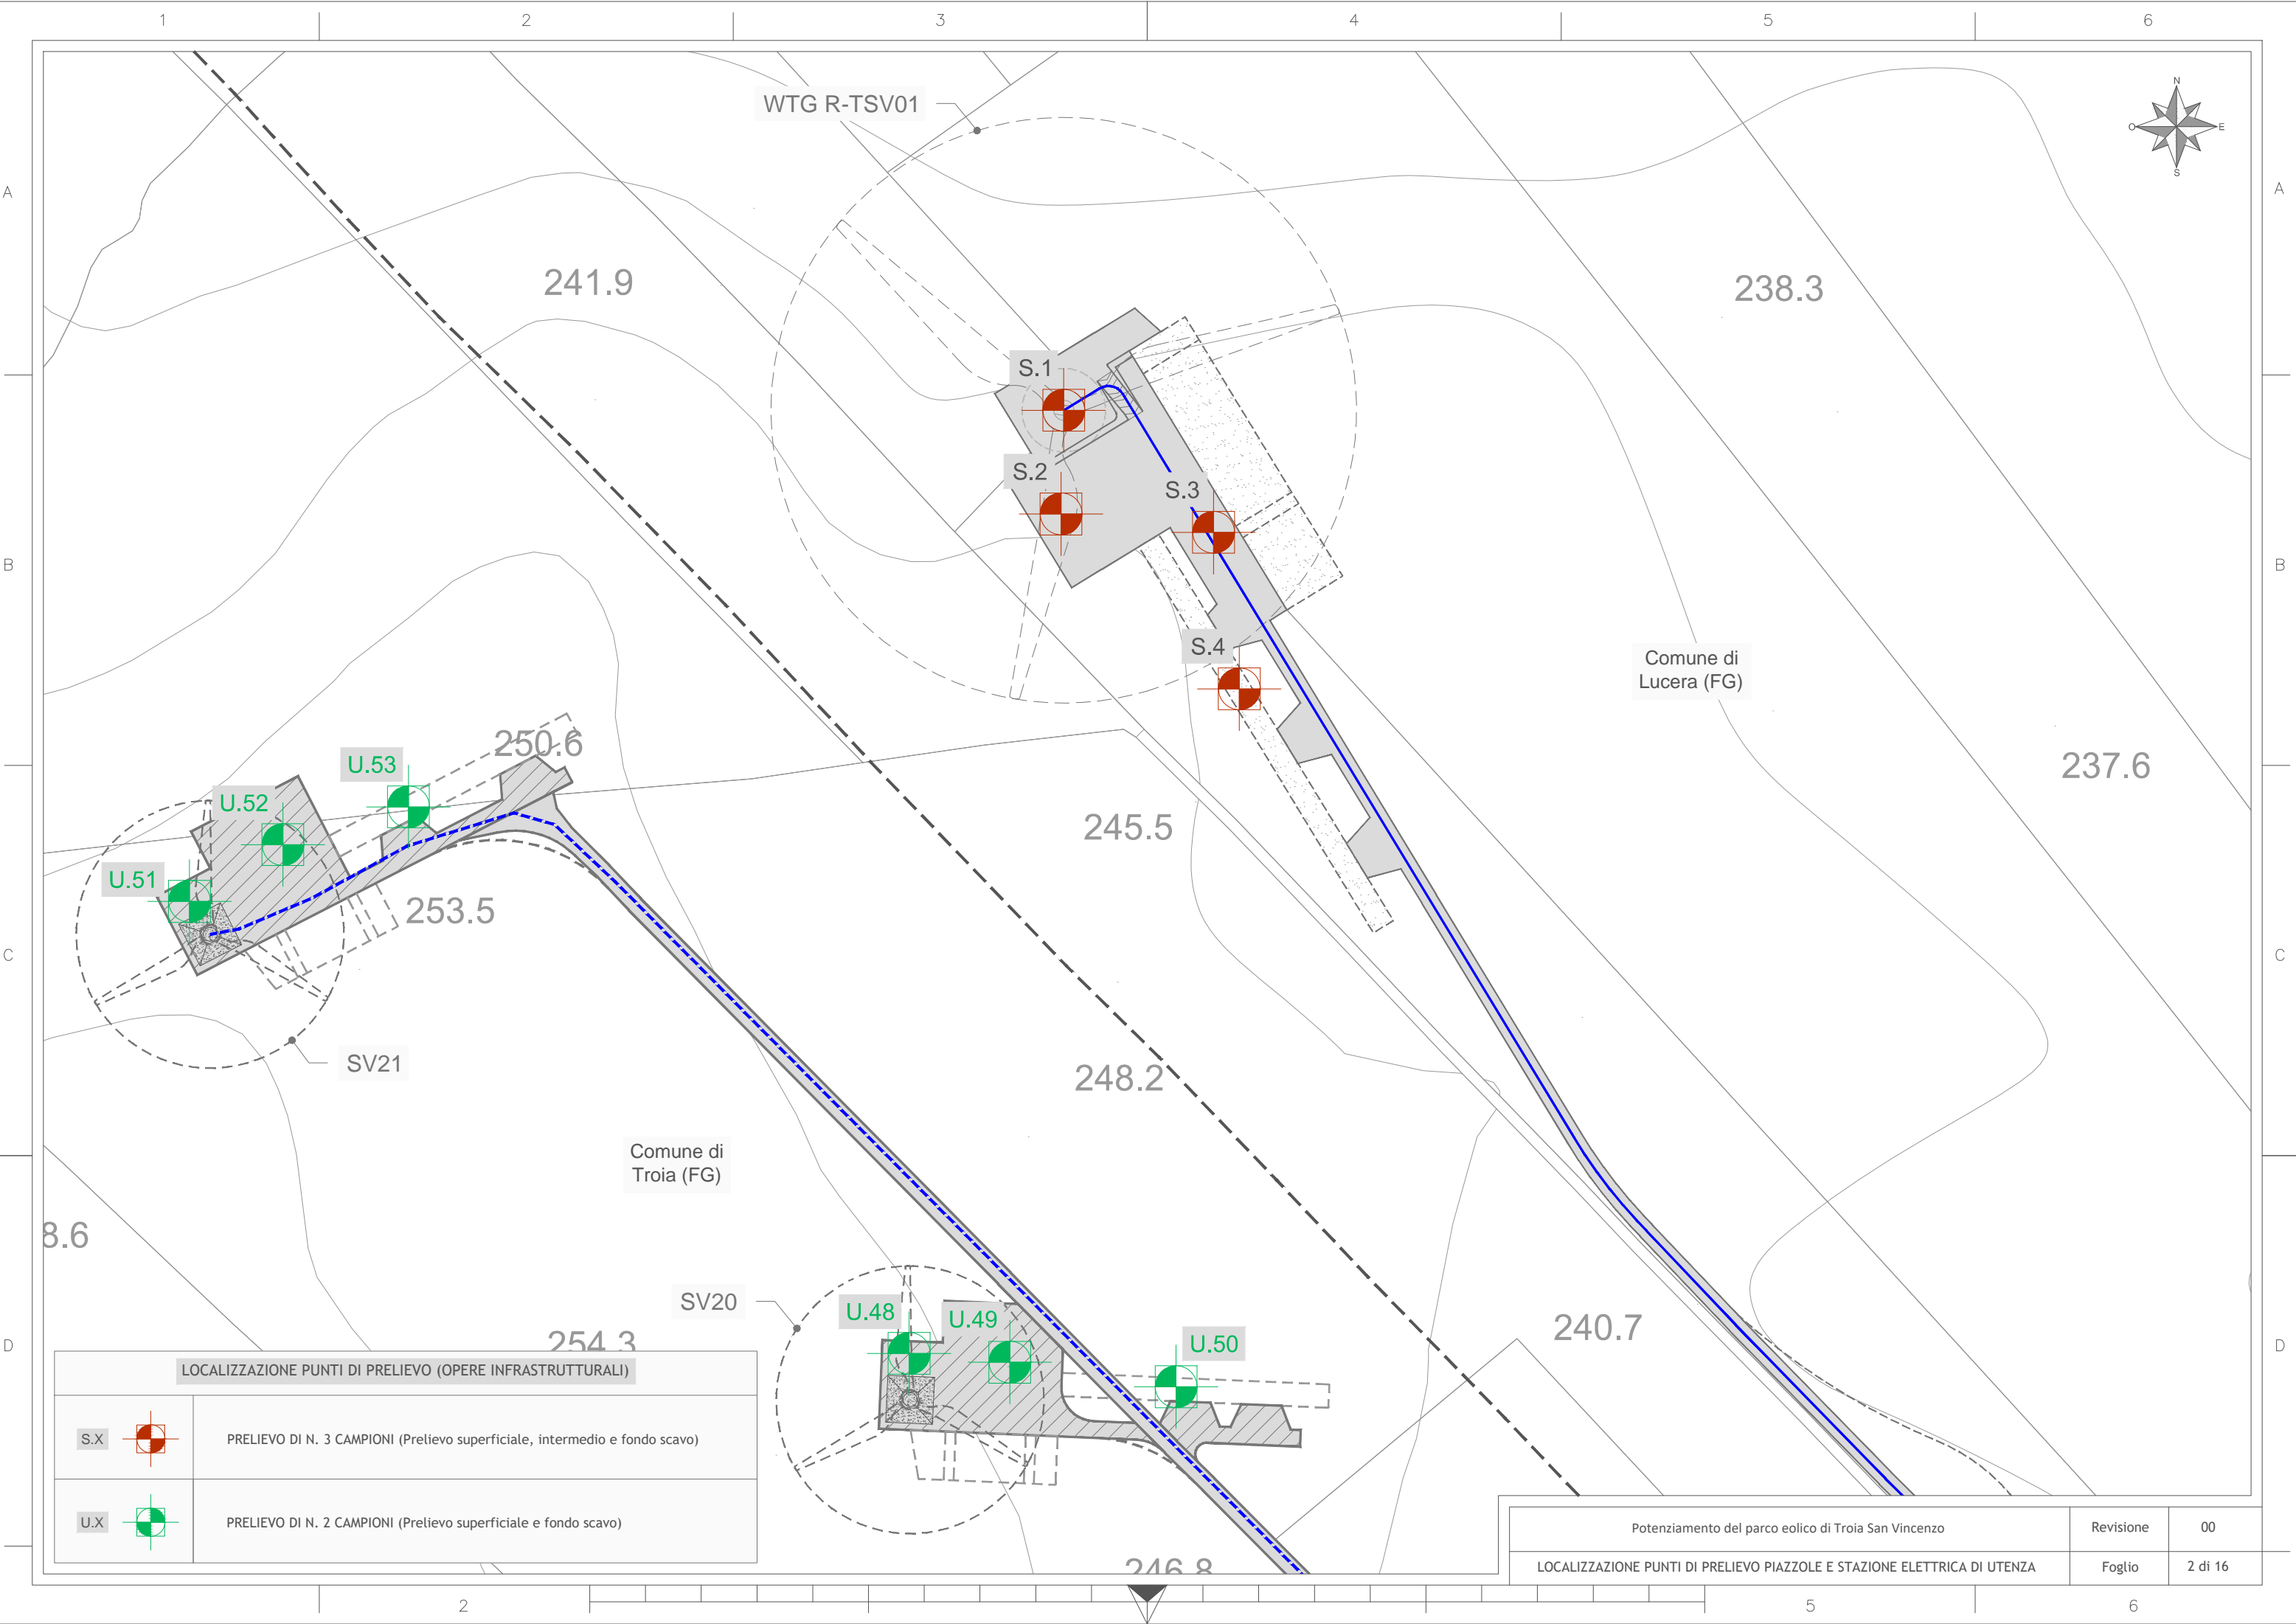 1 2 3 4 5 6
N
WTG R-TSV01
O E
S
A A
241.9 238.3
S.1
S.2
S.3
B B
S.4
Comune di
Lucera (FG)
250.6
U.53 237.6
U.52
245.5
U.51
253.5
C C
SV21
248.2
Comune di
Troia (FG)
8.6
SV20
U.48 U.49
240.7
254.3 U.50
D D
LOCALIZZAZIONE PUNTI DI PRELIEVO (OPERE INFRASTRUTTURALI)
S.X PRELIEVO DI N. 3 CAMPIONI (Prelievo superficiale, intermedio e fondo scavo)
U.X PRELIEVO DI N. 2 CAMPIONI (Prelievo superficiale e fondo scavo)
Potenziamento del parco eolico di Troia San Vincenzo Revisione 00
246.8
LOCALIZZAZIONE PUNTI DI PRELIEVO PIAZZOLE E STAZIONE ELETTRICA DI UTENZA Foglio 2 di 16
2 5 6